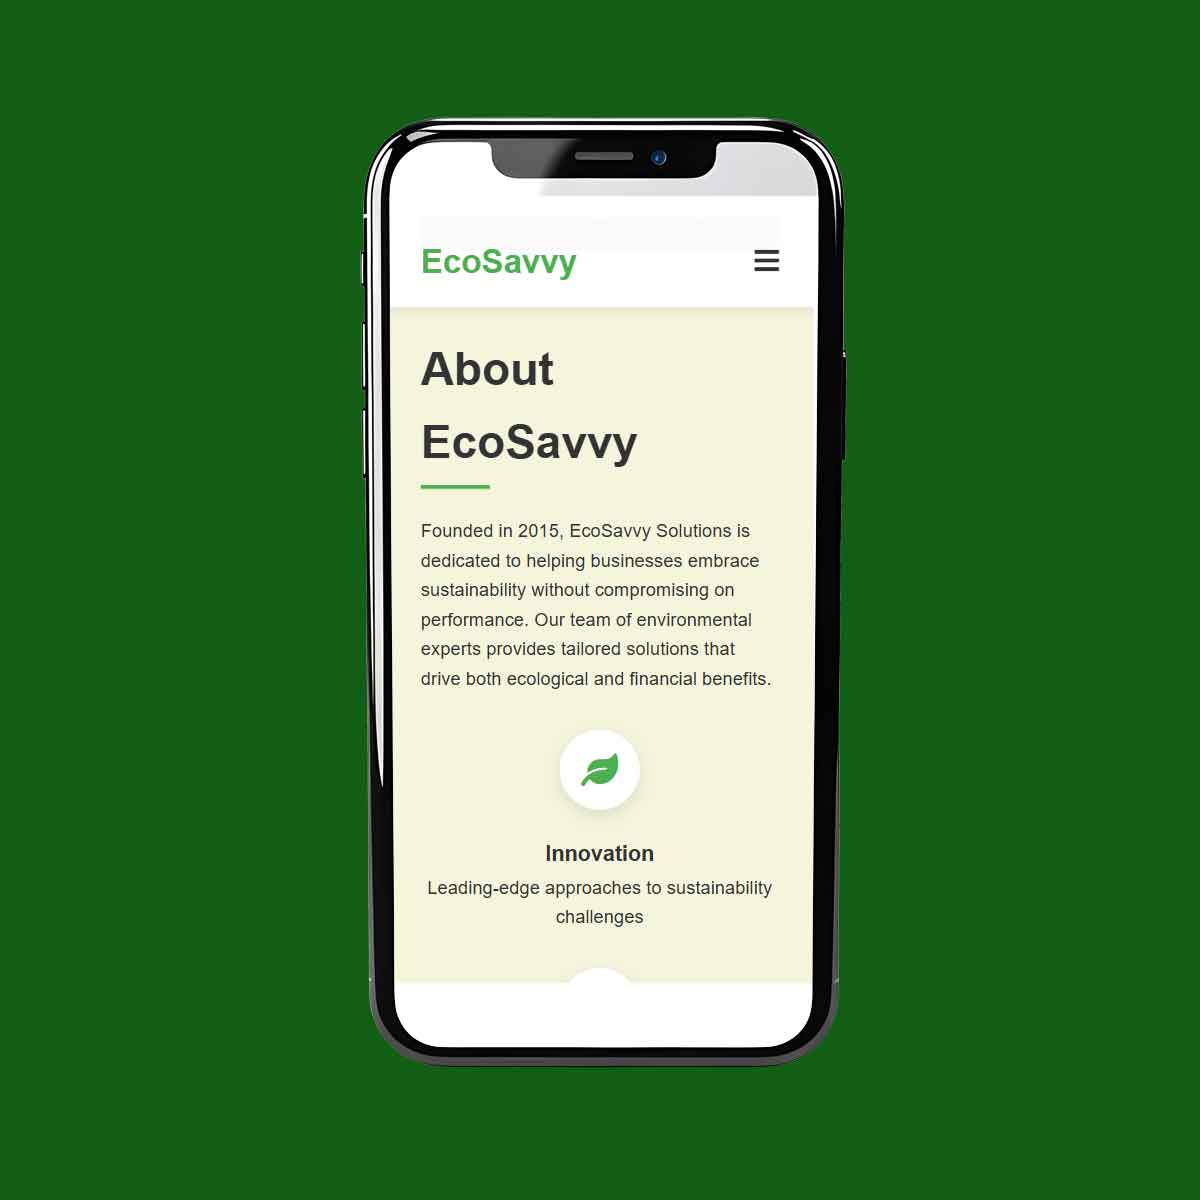 EcoSavvy
About
EcoSavvy
Founded in 2015, EcoSavvy Solutions is
dedicated to helping businesses embrace
sustainability without compromising on
performance. Our team of environmental
experts provides tailored solutions that
drive both ecological and financial benefits.
Innovation
Leading-edge approaches to sustainability
challenges